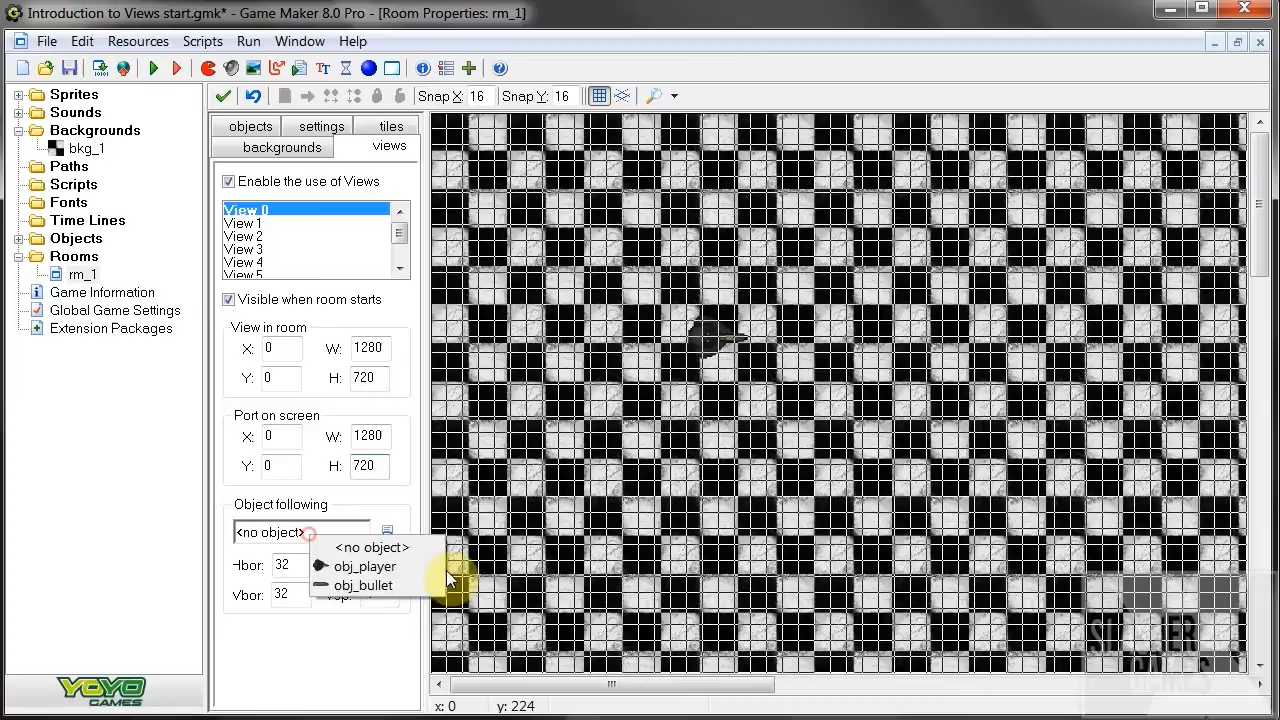 Introduction to Views start.gmk* - Game Maker 8.0 Pro - [Room Properties: rm_1]
File Edit Resources Scripts Run Window Help
Snap X: 16 Snap Y: 16
Sprites
Sounds
Backgrounds
bkg_1
Paths
Scripts
Fonts
Time Lines
Objects
Rooms
rm_1
Game Information
Global Game Settings
Extension Packages
YOYO
GAMES
objects settings tiles
backgrounds views
Enable the use of Views
View 0
View 1
View 2
View 3
View 4
View 5
Visible when room starts
View in room
X: 0 W: 1280
Y: 0 H: 720
Port on screen
X: 0 W: 1280
Y: 0 H: 720
Object following
<no object>
<no object>
obj_player
obj_bullet
Hbor: 32
Vbor: 32
x: 0 y: 224
GAMES